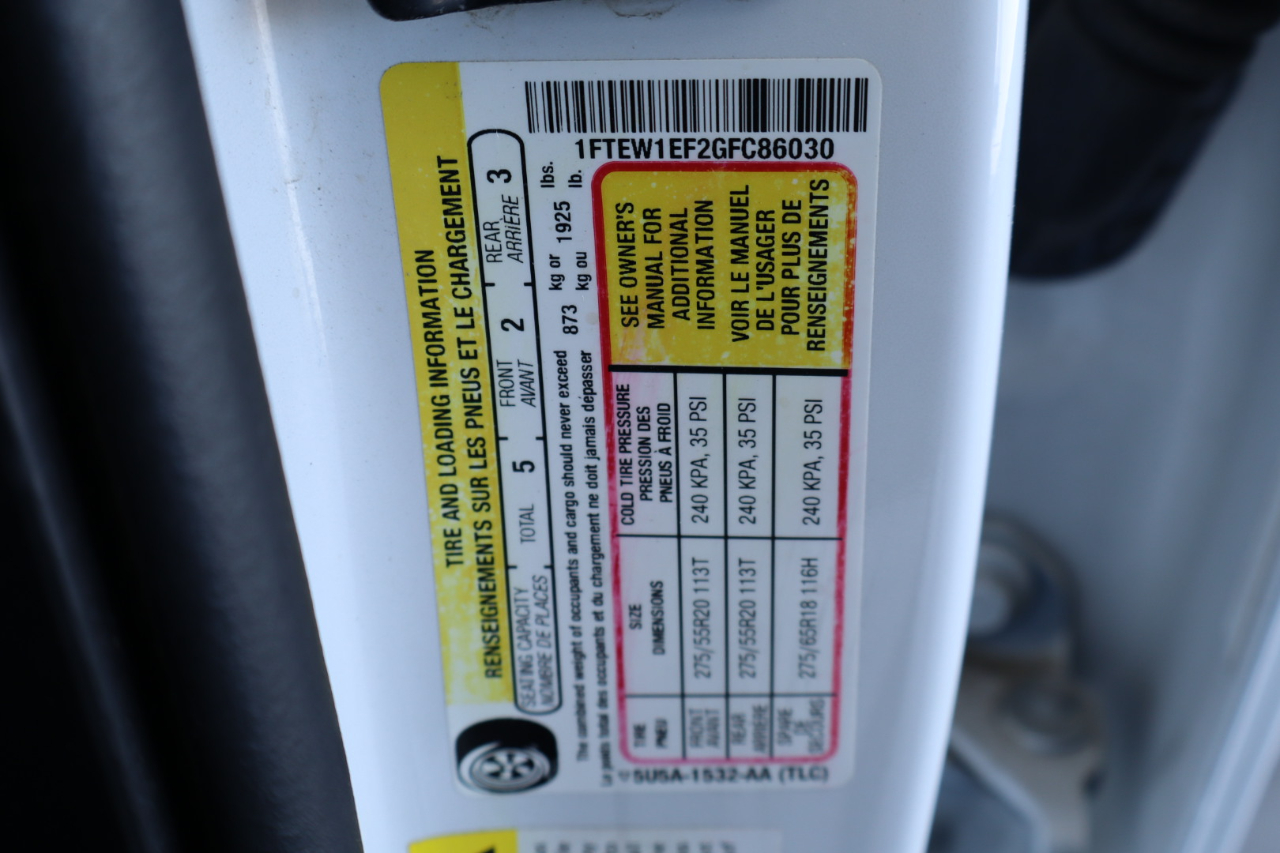 TIRE AND LOADING INFORMATION
RENSEIGNEMENTS SUR LES PNEUS ET LE CHARGEMENT
SEATING CAPACITY TOTAL 5 FRONT 2 REAR 3
NOMBRE DE PLACES AVANT ARRIÈRE
The combined weight of occupants and cargo should never exceed 873 kg or 1925 lbs.
Le poids total des occupants et du chargement ne doit jamais dépasser kg ou lb.
TIRE SIZE COLD TIRE PRESSURE
PNEU DIMENSIONS PRESSION DES
PNEUS À FROID
FRONT
AVANT 275/55R20 113T 240 KPA, 35 PSI
REAR
ARRIERE 275/55R20 113T 240 KPA, 35 PSI
SPARE
DE
SECOURS 275/65R18 116H 240 KPA, 35 PSI
SEE OWNER'S
MANUAL FOR
ADDITIONAL
INFORMATION
VOIR LE MANUEL
DE L'USAGER
POUR PLUS DE
RENSEIGNEMENTS
5U5A-1532-AA (TLC)
1FTEW1EF2GFC86030